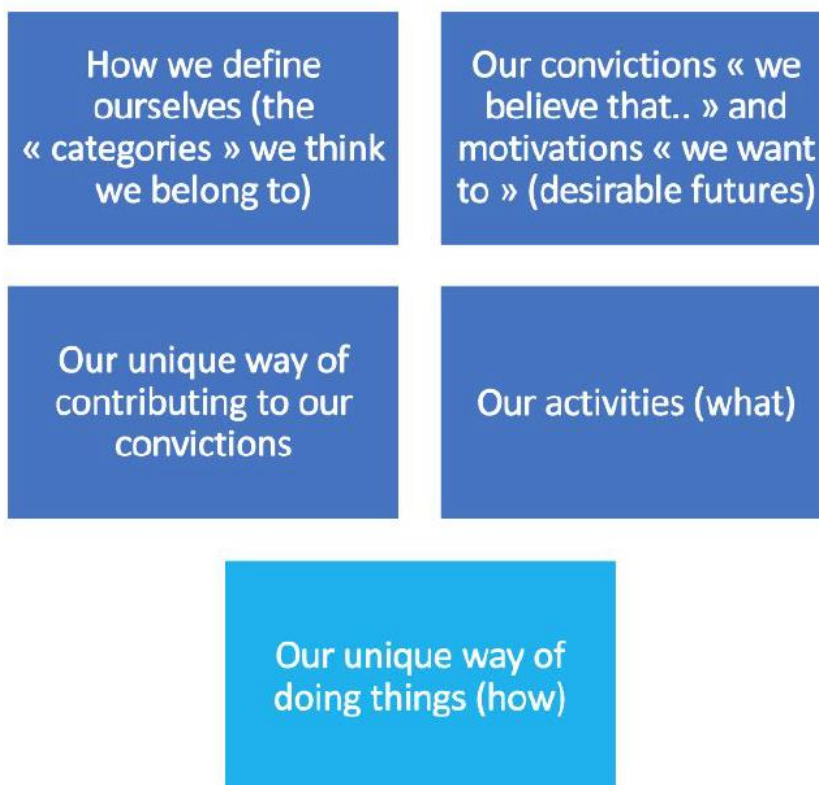 How we define
ourselves (the
« categories » we think
we belong to)
Our convictions « we
believe that.. » and
motivations « we want
to » (desirable futures)
Our unique way of
contributing to our
convictions
Our activities (what)
Our unique way of
doing things (how)